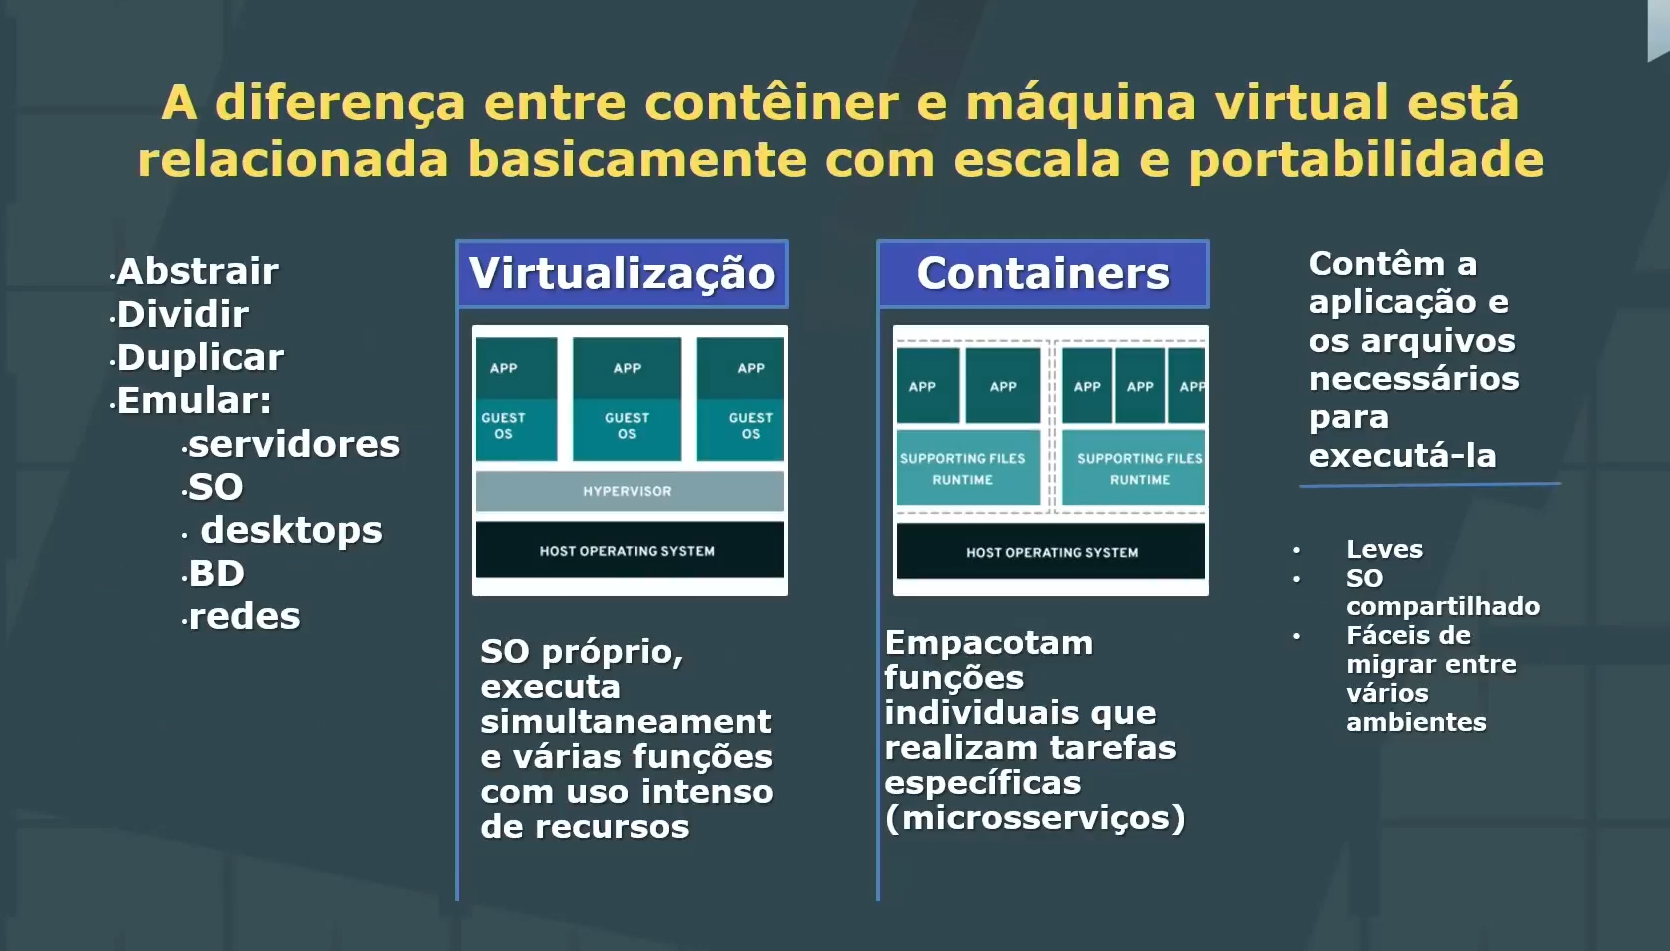 A diferença entre contêiner e máquina virtual está
relacionada basicamente com escala e portabilidade
•Abstrair
•Dividir
•Duplicar
•Emular:
•servidores
•SO
• desktops
•BD
•redes
Virtualização
APP
APP
APP
GUEST
OS
GUEST
OS
GUEST
OS
HYPERVISOR
HOST OPERATING SYSTEM
SO próprio,
executa
simultaneament
e várias funções
com uso intenso
de recursos
Containers
APP
APP
APP
APP
APP
SUPPORTING FILES
RUNTIME
SUPPORTING FILES
RUNTIME
HOST OPERATING SYSTEM
Empacotam
funções
individuais que
realizam tarefas
específicas
(microsserviços)
Contêm a
aplicação e
os arquivos
necessários
para
executá-la
• Leves
• SO
compartilhado
• Fáceis de
migrar entre
vários
ambientes